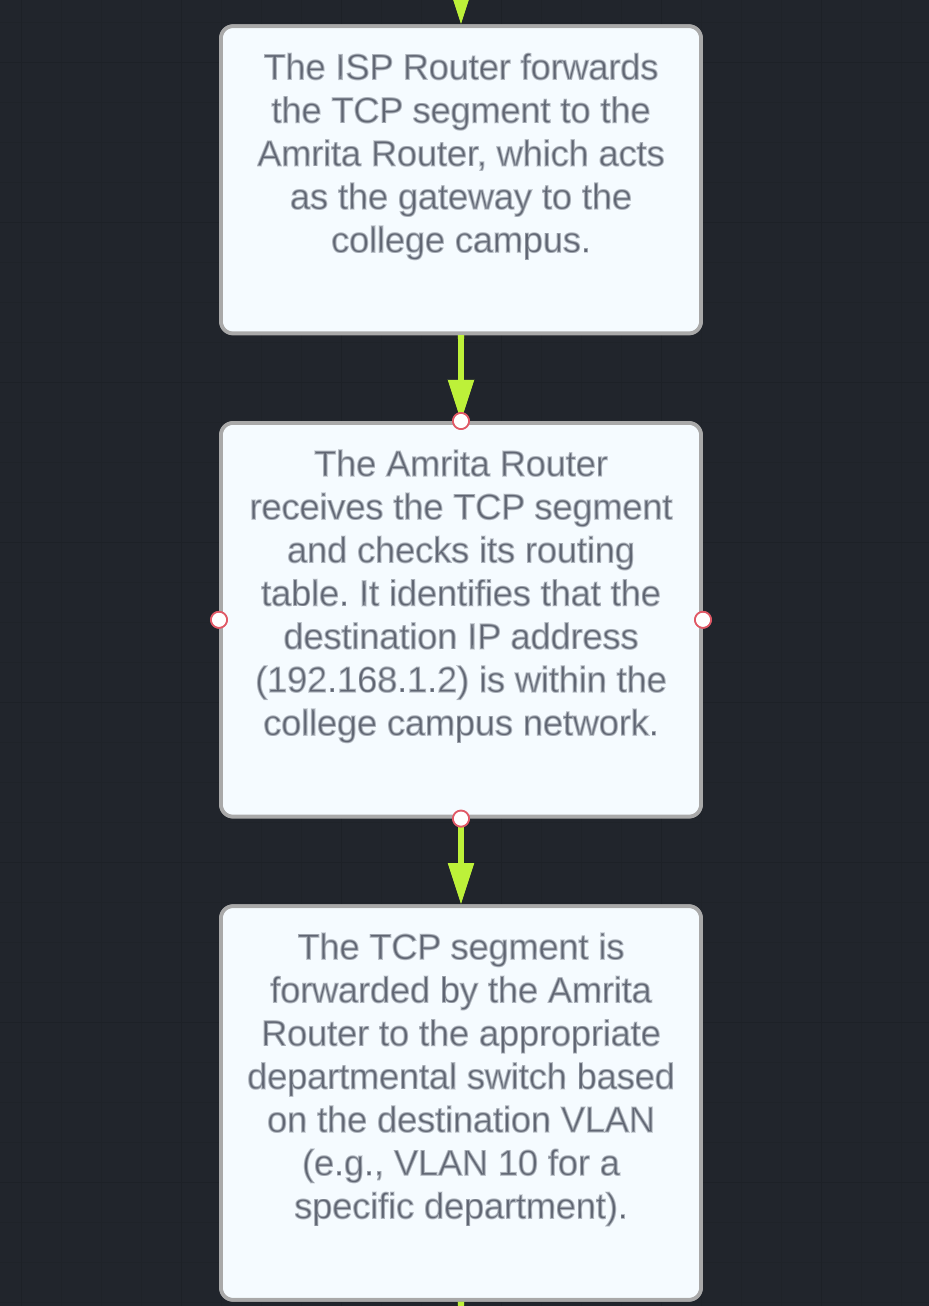 The ISP Router forwards
the TCP segment to the
Amrita Router, which acts
as the gateway to the
college campus.
The Amrita Router
receives the TCP segment
and checks its routing
table. It identifies that the
destination IP address
(192.168.1.2) is within the
college campus network.
The TCP segment is
forwarded by the Amrita
Router to the appropriate
departmental switch based
on the destination VLAN
(e.g., VLAN 10 for a
specific department).